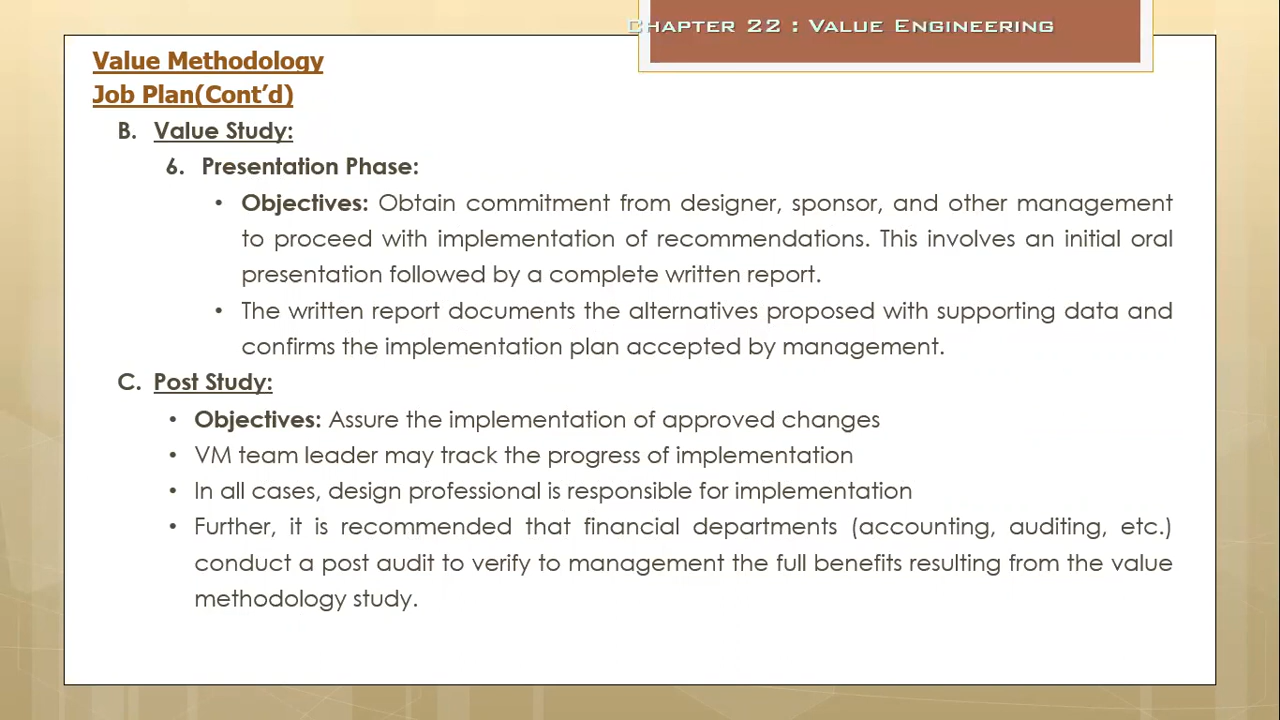 Chapter 22 : Value Engineering
Value Methodology
Job Plan(Cont’d)
B. Value Study:
6. Presentation Phase:
• Objectives: Obtain commitment from designer, sponsor, and other management
to proceed with implementation of recommendations. This involves an initial oral
presentation followed by a complete written report.
• The written report documents the alternatives proposed with supporting data and
confirms the implementation plan accepted by management.
C. Post Study:
• Objectives: Assure the implementation of approved changes
• VM team leader may track the progress of implementation
• In all cases, design professional is responsible for implementation
• Further, it is recommended that financial departments (accounting, auditing, etc.)
conduct a post audit to verify to management the full benefits resulting from the value
methodology study.